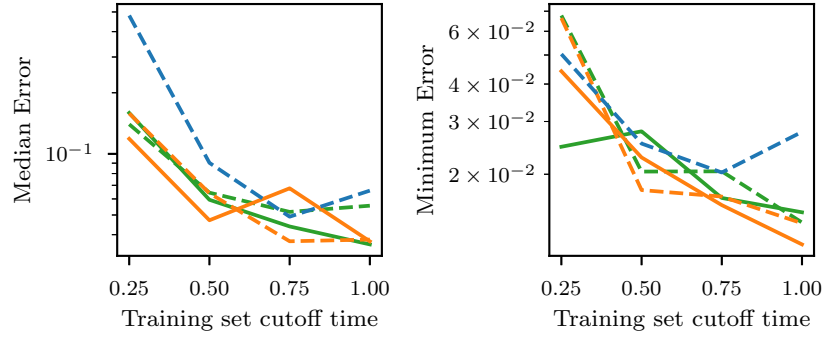 Median Error
10⁻¹
0.25 0.50 0.75 1.00
Training set cutoff time
Minimum Error
6 × 10⁻²
4 × 10⁻²
3 × 10⁻²
2 × 10⁻²
0.25 0.50 0.75 1.00
Training set cutoff time